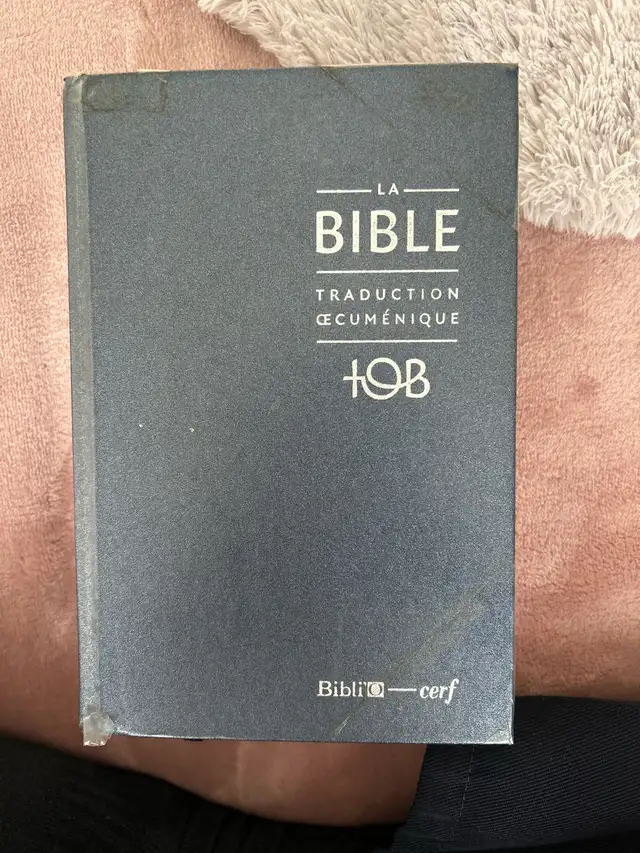 LA
BIBLE
TRADUCTION
ŒCUMÉNIQUE
TOB
Bibli'O cerf